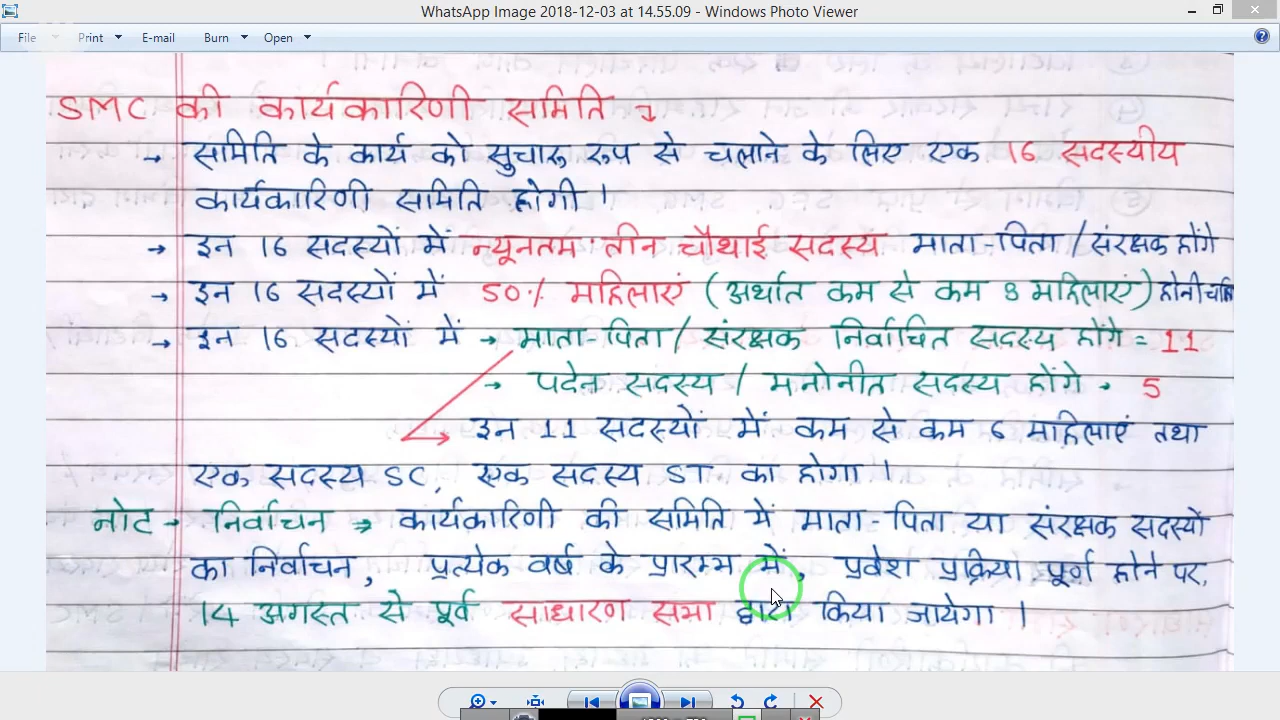 WhatsApp Image 2018-12-03 at 14.55.09 - Windows Photo Viewer
File Print E-mail Burn Open
SMC की कार्यकारिणी समिति
→ समिति के कार्य को सुचारू रुप से चलाने के लिए एक 16 सदस्यीय
कार्यकारिणी समिति होगी ।
→ इन 16 सदस्यों में न्यूनतम तीन चौथाई सदस्य माता-पिता / संरक्षक होंगे
→ इन 16 सदस्यों में 50% महिलाएं (अर्थात कम से कम 8 महिलाएं) होनी
→ इन 16 सदस्यों में → माता-पिता / संरक्षक निर्वाचित सदस्य होंगे = 11
→ पदेन सदस्य / मनोनीत सदस्य होंगे - 5
इन 11 सदस्यों में कम से कम 6 महिलाएं तथा
एक सदस्य SC, एक सदस्य ST का होगा ।
नोट - निर्वाचन ⇒ कार्यकारिणी की समिति में माता-पिता या संरक्षक सदस्यों
का निर्वाचन, प्रत्येक वर्ष के प्रारम्भ में, प्रवेश प्रक्रिया पूर्ण होने पर,
14 अगस्त से पूर्व साधारण सभा द्वारा किया जायेगा ।